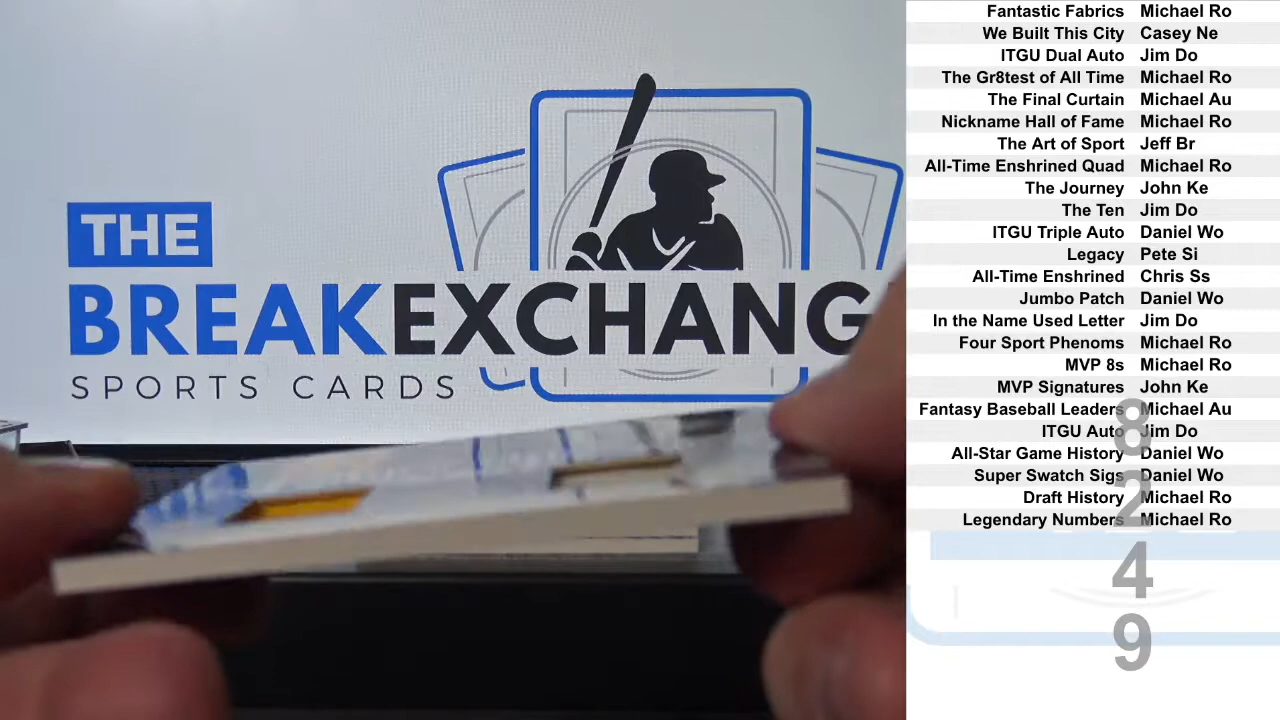 THE
BREAKEXCHANG
SPORTS CARDS
Fantastic Fabrics Michael Ro
We Built This City Casey Ne
ITGU Dual Auto Jim Do
The Gr8test of All Time Michael Ro
The Final Curtain Michael Au
Nickname Hall of Fame Michael Ro
The Art of Sport Jeff Br
All-Time Enshrined Quad Michael Ro
The Journey John Ke
The Ten Jim Do
ITGU Triple Auto Daniel Wo
Legacy Pete Si
All-Time Enshrined Chris Ss
Jumbo Patch Daniel Wo
In the Name Used Letter Jim Do
Four Sport Phenoms Michael Ro
MVP 8s Michael Ro
MVP Signatures John Ke
Fantasy Baseball Leaders Michael Au
ITGU Auto Jim Do
All-Star Game History Daniel Wo
Super Swatch Sigs Daniel Wo
Draft History Michael Ro
Legendary Numbers Michael Ro
8
2
4
9